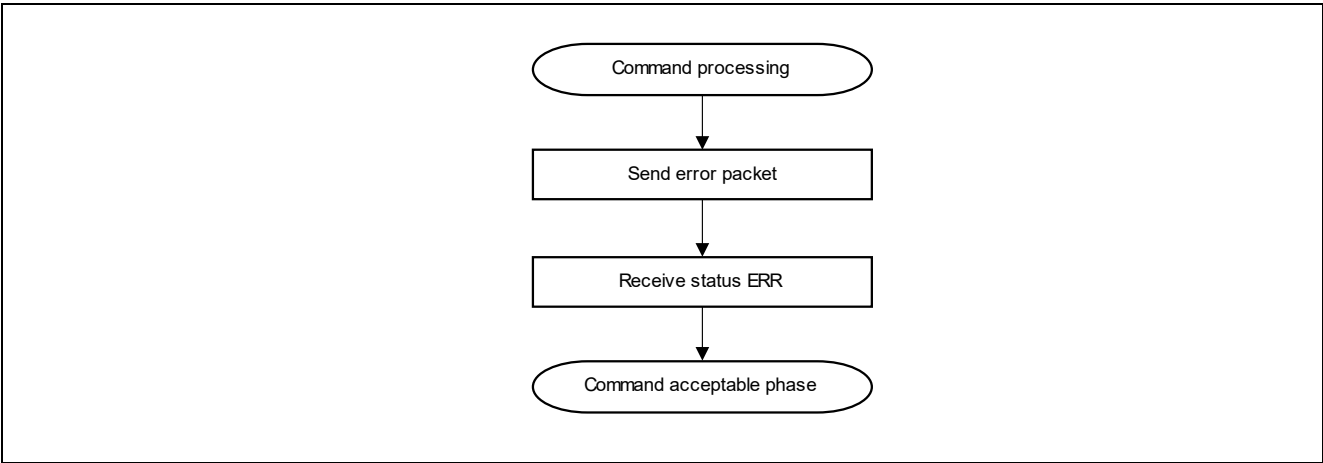 Command processing
Send error packet
Receive status ERR
Command acceptable phase